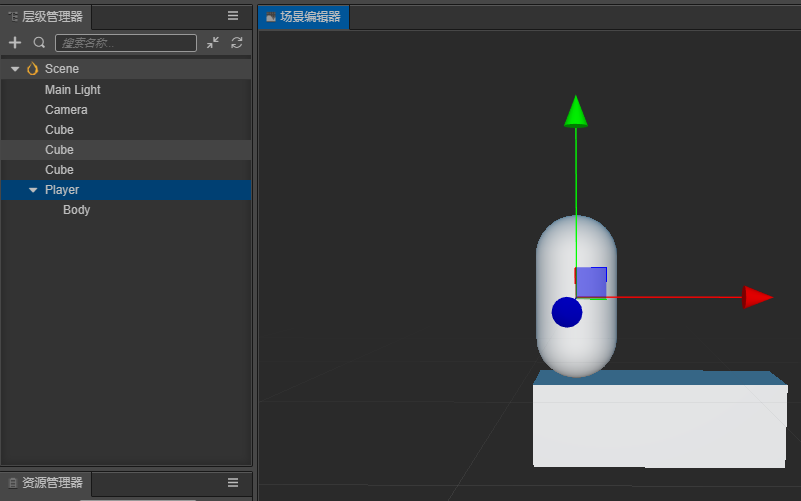 层级管理器
场景编辑器
搜索名称...
Scene
Main Light
Camera
Cube
Cube
Cube
Player
Body
资源管理器